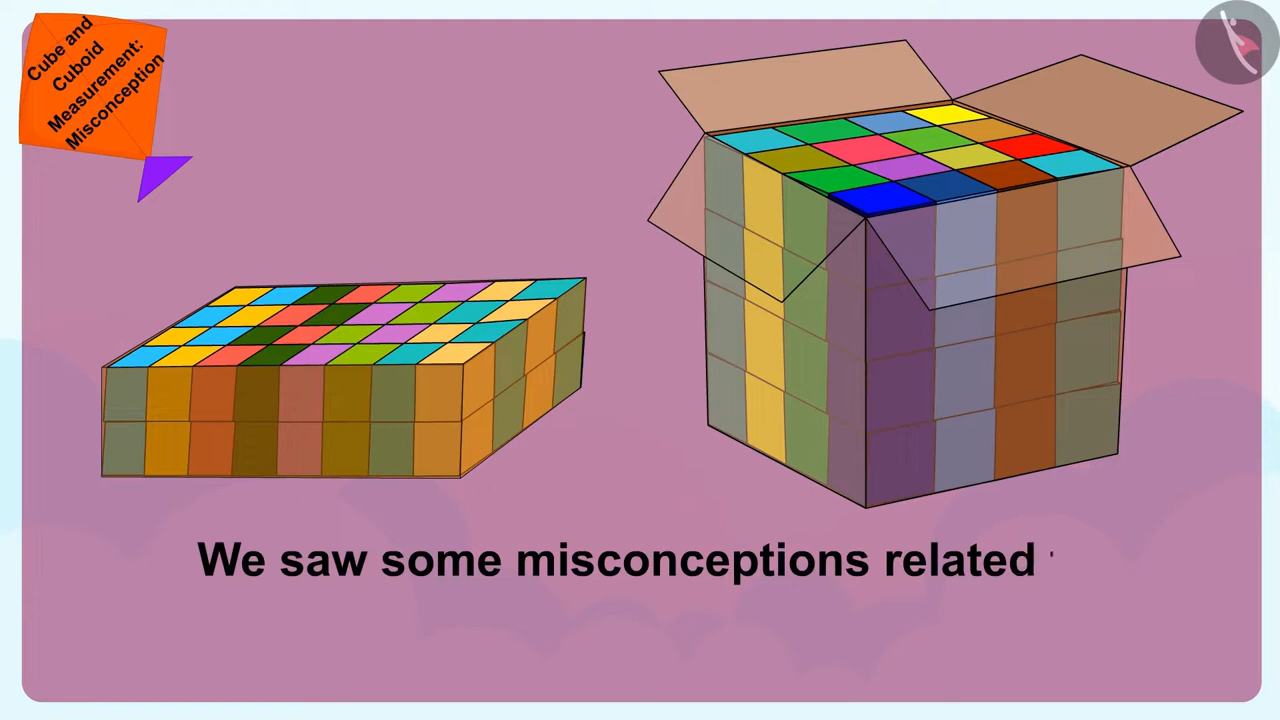 Cube and
Cuboid
Measurement:
Misconception
We saw some misconceptions related